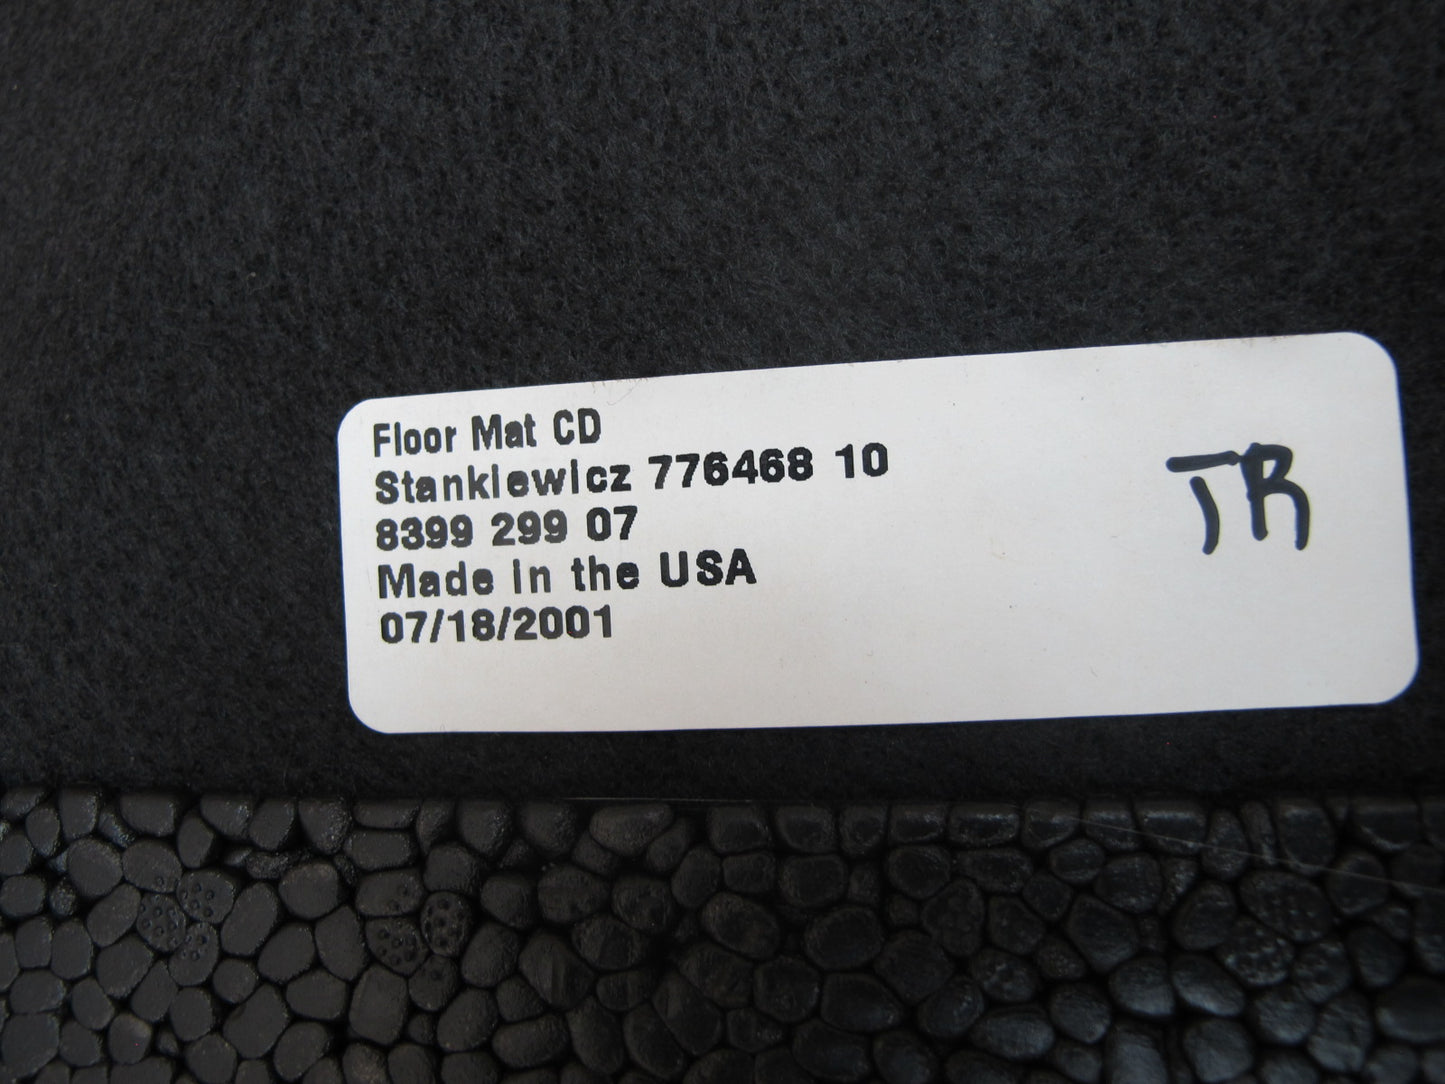 Floor Mat CD
Stankiewicz 776468 10
8399 299 07
Made in the USA
07/18/2001
TR